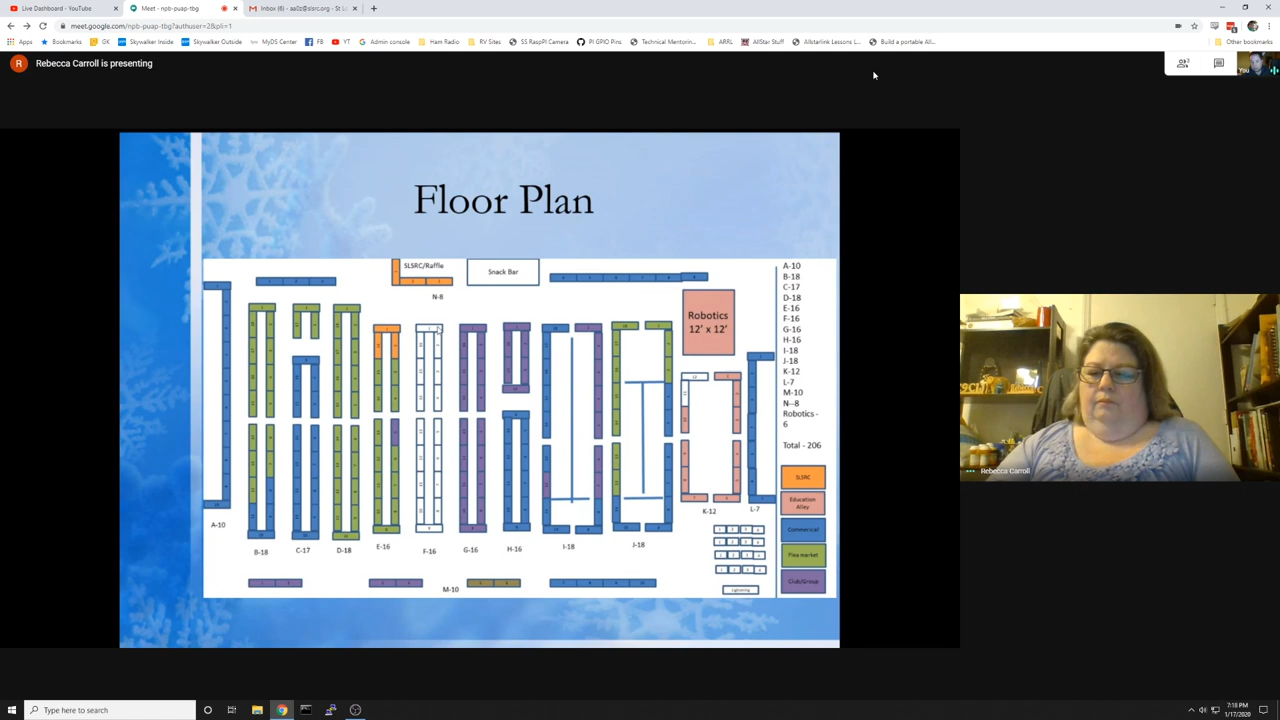 Live Dashboard - YouTube
Meet - npb-puap-tbg
Inbox (6) - aa0z@slsrc.org - St Lo
meet.google.com/npb-puap-tbg?authuser=2&pli=1
Apps
Bookmarks
GK
Skywalker Inside
Skywalker Outside
MyDS Center
FB
YT
Admin console
Ham Radio
RV Sites
SS RaspPI Camera
PI GPIO Pins
Technical Mentorin...
ARRL
AllStar Stuff
Allstarlink Lessons L...
Build a portable All...
Other bookmarks
R
Rebecca Carroll is presenting
You
Floor Plan
SLSRC/Raffle
Snack Bar
N-8
Robotics
12' x 12'
A-10
B-18
C-17
D-18
E-16
F-16
G-16
H-16
I-18
J-18
K-12
L-7
M-10
A-10
B-18
C-17
D-18
E-16
F-16
G-16
H-16
I-18
J-18
K-12
L-7
M-10
N--8
Robotics -
6
Total - 206
SLSRC
Education
Alley
Commercial
Flea market
Club/Group
Rebecca Carroll
Type here to search
7:18 PM
1/17/2020